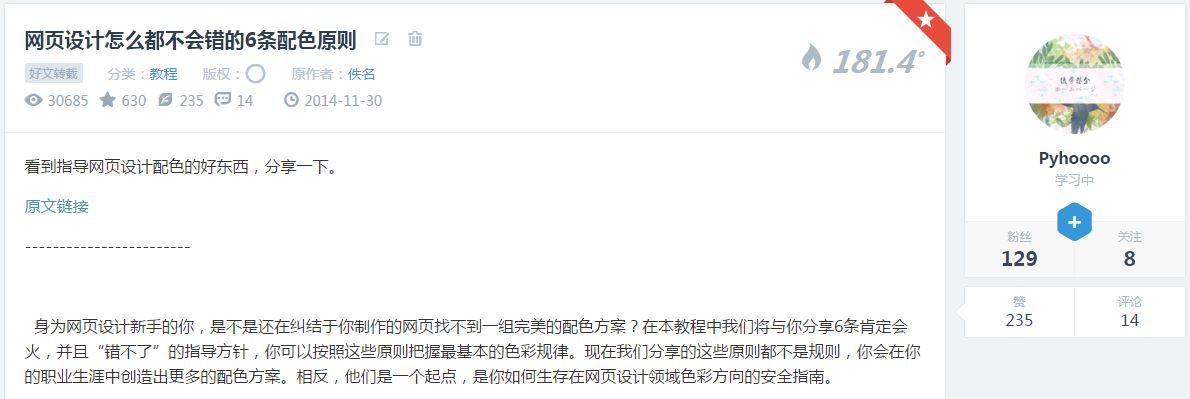 网页设计怎么都不会错的6条配色原则
181.4°
好文转载 分类：教程 版权： 原作者：佚名
30685 630 235 14 2014-11-30
看到指导网页设计配色的好东西，分享一下。
原文链接
------------------------
身为网页设计新手的你，是不是还在纠结于你制作的网页找不到一组完美的配色方案？在本教程中我们将与你分享6条肯定会
火，并且“错不了”的指导方针，你可以按照这些原则把握最基本的色彩规律。现在我们分享的这些原则都不是规则，你会在你
的职业生涯中创造出更多的配色方案。相反，他们是一个起点，是你如何生存在网页设计领域色彩方向的安全指南。
ホームページ
Pyhoooo
学习中
粉丝 关注
129 8
赞 评论
235 14